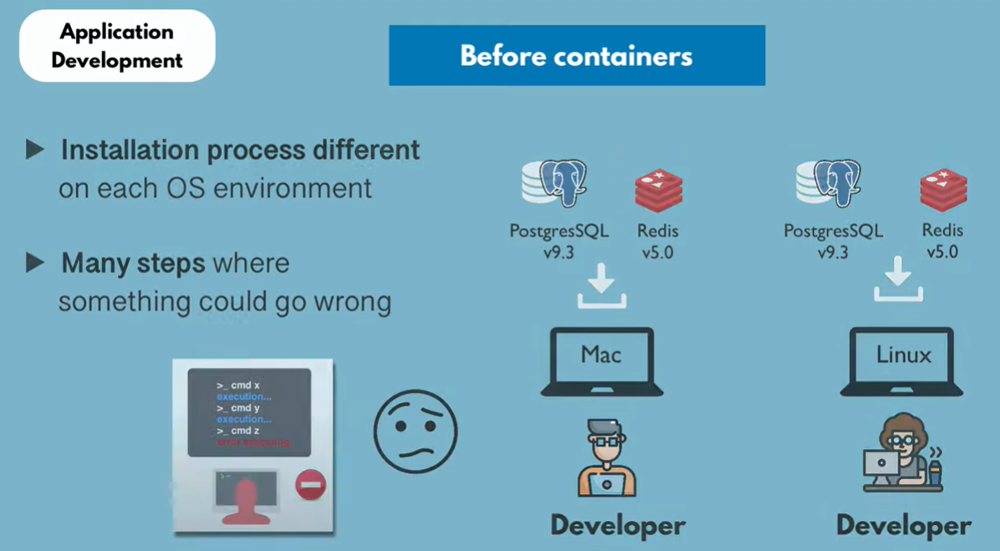 Application
Development
Before containers
Installation process different
on each OS environment
Many steps where
something could go wrong
>_ cmd x
execution...
>_ cmd y
execution...
>_ cmd z
error executing
>_
PostgresSQL
v9.3
Redis
v5.0
Mac
Developer
PostgresSQL
v9.3
Redis
v5.0
Linux
Developer